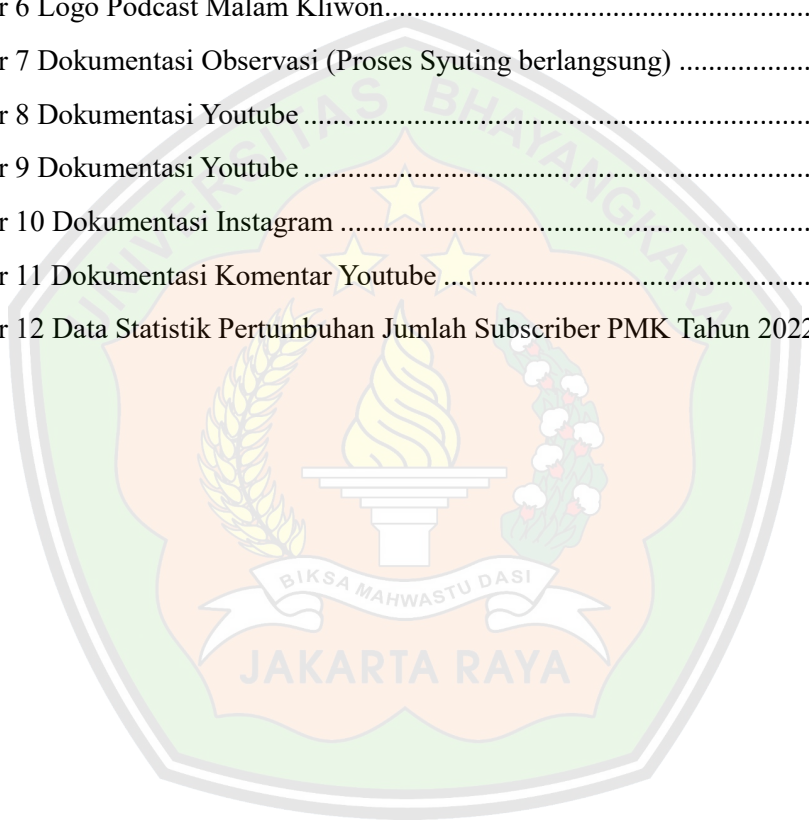 r 6 Logo Podcast Malam Kliwon..........................................................
r 7 Dokumentasi Observasi (Proses Syuting berlangsung) ..................
r 8 Dokumentasi Youtube ......................................................................
r 9 Dokumentasi Youtube ......................................................................
r 10 Dokumentasi Instagram .................................................................
r 11 Dokumentasi Komentar Youtube ...................................................
r 12 Data Statistik Pertumbuhan Jumlah Subscriber PMK Tahun 2022
UNIVERSITAS BHAYANGKARA
BIKSA MAHWASTU DASI
JAKARTA RAYA